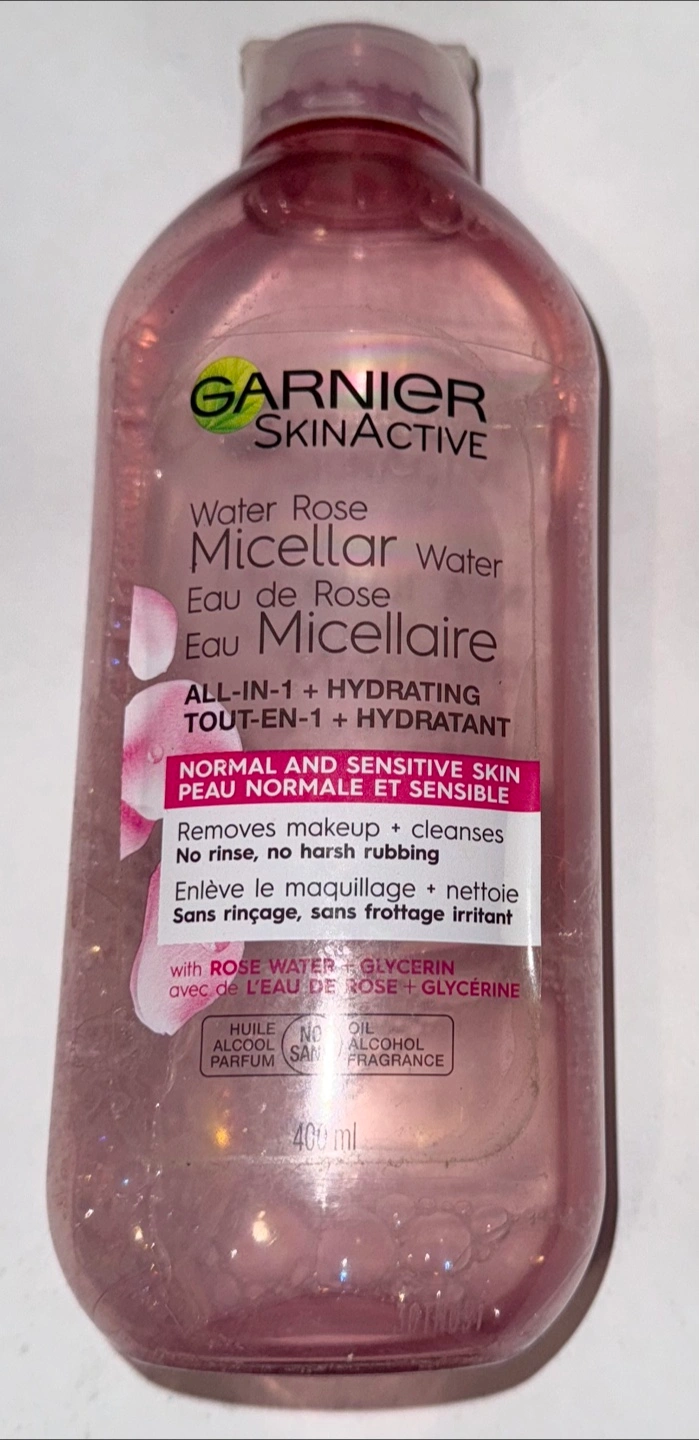 GARNIER
SKINACTIVE
Water Rose
Micellar Water
Eau de Rose
Eau Micellaire
ALL-IN-1 + HYDRATING
TOUT-EN-1 + HYDRATANT
NORMAL AND SENSITIVE SKIN
PEAU NORMALE ET SENSIBLE
Removes makeup + cleanses
No rinse, no harsh rubbing
Enlève le maquillage + nettoie
Sans rinçage, sans frottage irritant
with ROSE WATER + GLYCERIN
avec de L'EAU DE ROSE + GLYCÉRINE
HUILE
ALCOOL
PARFUM
NO
SANS
OIL
ALCOHOL
FRAGRANCE
400 ml